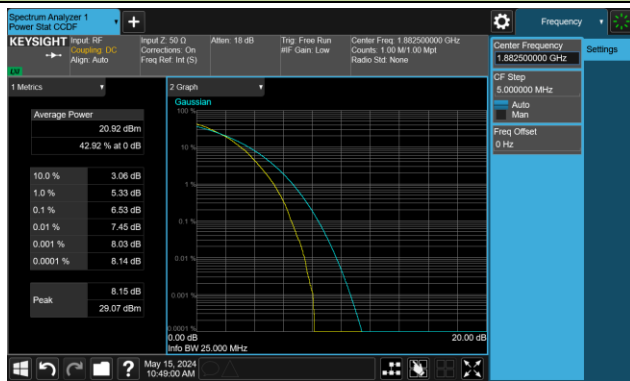 Spectrum Analyzer 1
Power Stat CCDF
Frequency
KEYSIGHT
Input: RF
Coupling: DC
Align: Auto
Input Z: 50 Ω
Corrections: On
Freq Ref: Int (S)
Atten: 18 dB
Trig: Free Run
#IF Gain: Low
Center Freq: 1.882500000 GHz
Counts: 1.00 M/1.00 Mpt
Radio Std: None
Center Frequency
1.882500000 GHz
Settings
CF Step
5.000000 MHz
Auto
Man
Freq Offset
0 Hz
1 Metrics
Average Power
20.92 dBm
42.92 % at 0 dB
10.0 % 3.06 dB
1.0 % 5.33 dB
0.1 % 6.53 dB
0.01 % 7.45 dB
0.001 % 8.03 dB
0.0001 % 8.14 dB
Peak
8.15 dB
29.07 dBm
2 Graph
Gaussian
100 %
10 %
1 %
0.1 %
0.01 %
0.001 %
0.0001 %
0.00 dB 20.00 dB
Info BW 25.000 MHz
?
May 15, 2024
10:49:00 AM